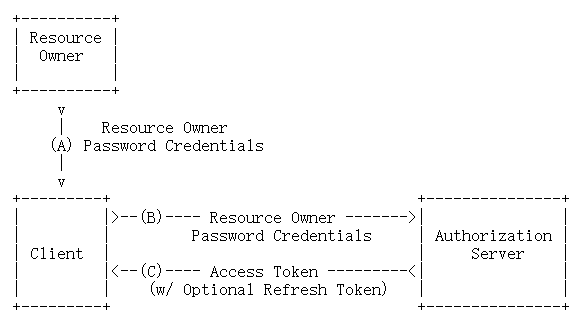 +----------+
| Resource |
|  Owner   |
|          |
+----------+
     v
     |    Resource Owner
    (A) Password Credentials
     |
     v
+---------+                                  +---------------+
|         |>--(B)---- Resource Owner ------->|               |
|         |         Password Credentials     | Authorization |
| Client  |                                  |     Server    |
|         |<--(C)---- Access Token ---------<|               |
|         |    (w/ Optional Refresh Token)   |               |
+---------+                                  +---------------+